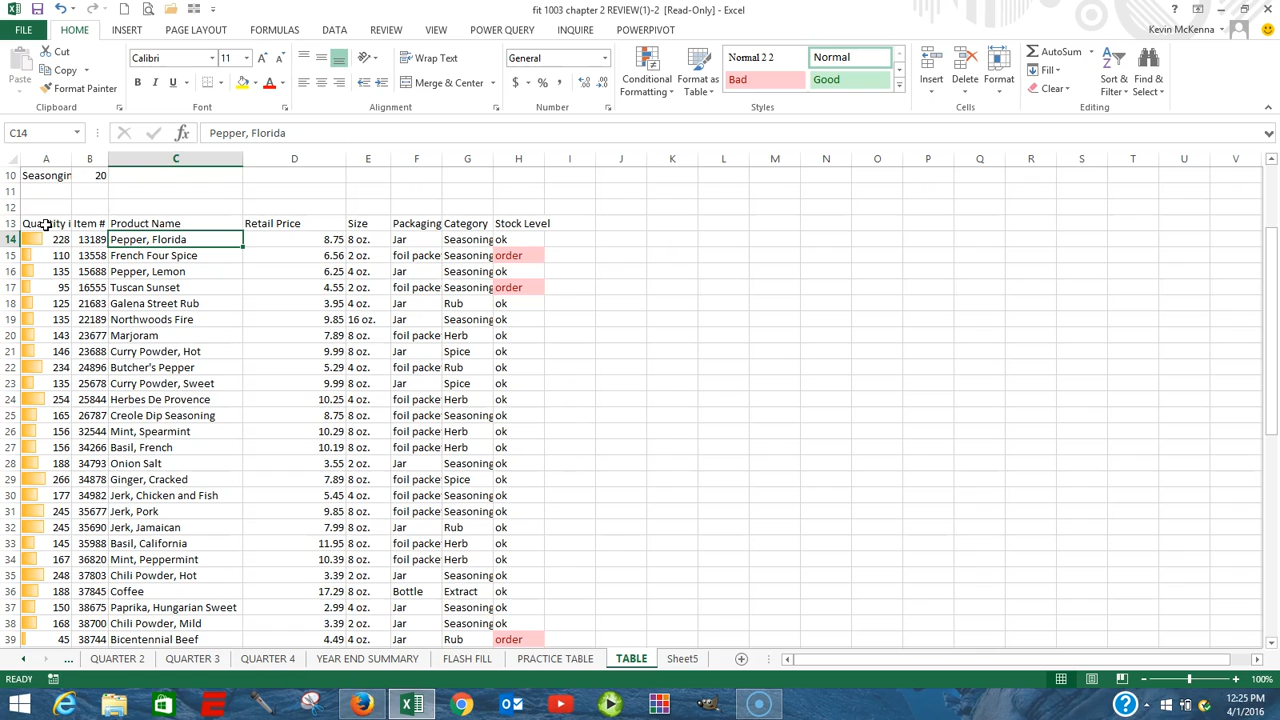 fit 1003 chapter 2 REVIEW(1)-2 [Read-Only] - Excel
FILE HOME INSERT PAGE LAYOUT FORMULAS DATA REVIEW VIEW POWER QUERY INQUIRE POWERPIVOT Kevin McKenna
Paste Cut Copy Format Painter Clipboard
Calibri 11 B I U Font
Wrap Text Merge & Center Alignment
General $ % , Number
Conditional Formatting Format as Table
Normal 2 2 Normal Bad Good Styles
Insert Delete Format Cells
AutoSum Fill Clear Sort & Filter Find & Select Editing
C14 fx Pepper, Florida
A B C D E F G H I J K L M N O P Q R S T U V
10 Seasongin 20
11
12
13 Quantity i Item # Product Name Retail Price Size Packaging Category Stock Level
14 228 13189 Pepper, Florida 8.75 8 oz. Jar Seasoning ok
15 110 13558 French Four Spice 6.56 2 oz. foil packe Seasoning order
16 135 15688 Pepper, Lemon 6.25 4 oz. Jar Seasoning ok
17 95 16555 Tuscan Sunset 4.55 2 oz. foil packe Seasoning order
18 125 21683 Galena Street Rub 3.95 4 oz. Jar Rub ok
19 135 22189 Northwoods Fire 9.85 16 oz. Jar Seasoning ok
20 143 23677 Marjoram 7.89 8 oz. foil packe Herb ok
21 146 23688 Curry Powder, Hot 9.99 8 oz. Jar Spice ok
22 234 24896 Butcher's Pepper 5.29 4 oz. foil packe Rub ok
23 135 25678 Curry Powder, Sweet 9.99 8 oz. Jar Spice ok
24 254 25844 Herbes De Provence 10.25 4 oz. foil packe Herb ok
25 165 26787 Creole Dip Seasoning 8.75 8 oz. foil packe Seasoning ok
26 156 32544 Mint, Spearmint 10.29 8 oz. foil packe Herb ok
27 156 34266 Basil, French 10.19 8 oz. foil packe Herb ok
28 188 34793 Onion Salt 3.55 2 oz. Jar Seasoning ok
29 266 34878 Ginger, Cracked 7.89 8 oz. foil packe Spice ok
30 177 34982 Jerk, Chicken and Fish 5.45 4 oz. foil packe Seasoning ok
31 245 35677 Jerk, Pork 9.85 8 oz. foil packe Seasoning ok
32 245 35690 Jerk, Jamaican 7.99 8 oz. Jar Rub ok
33 145 35988 Basil, California 11.95 8 oz. foil packe Herb ok
34 167 36820 Mint, Peppermint 10.39 8 oz. foil packe Herb ok
35 248 37803 Chili Powder, Hot 3.39 2 oz. Jar Seasoning ok
36 188 37845 Coffee 17.29 8 oz. Bottle Extract ok
37 150 38675 Paprika, Hungarian Sweet 2.99 4 oz. Jar Seasoning ok
38 168 38700 Chili Powder, Mild 3.39 2 oz. Jar Seasoning ok
39 45 38744 Bicentennial Beef 4.49 4 oz. Jar Rub order
... QUARTER 2 QUARTER 3 QUARTER 4 YEAR END SUMMARY FLASH FILL PRACTICE TABLE TABLE Sheet5
READY 100%
12:25 PM
4/1/2016